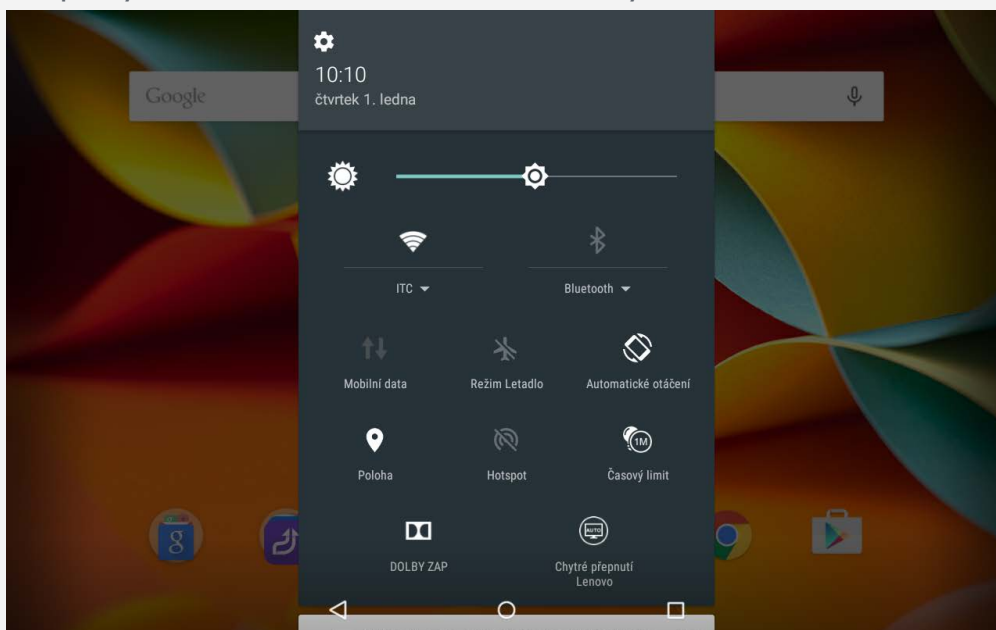 Google
10:10
čtvrtek 1. ledna
ITC
Bluetooth
Mobilní data
Režim Letadlo
Automatické otáčení
Poloha
Hotspot
1M
Časový limit
AUTO
DOLBY ZAP
Chytré přepnutí
Lenovo
g